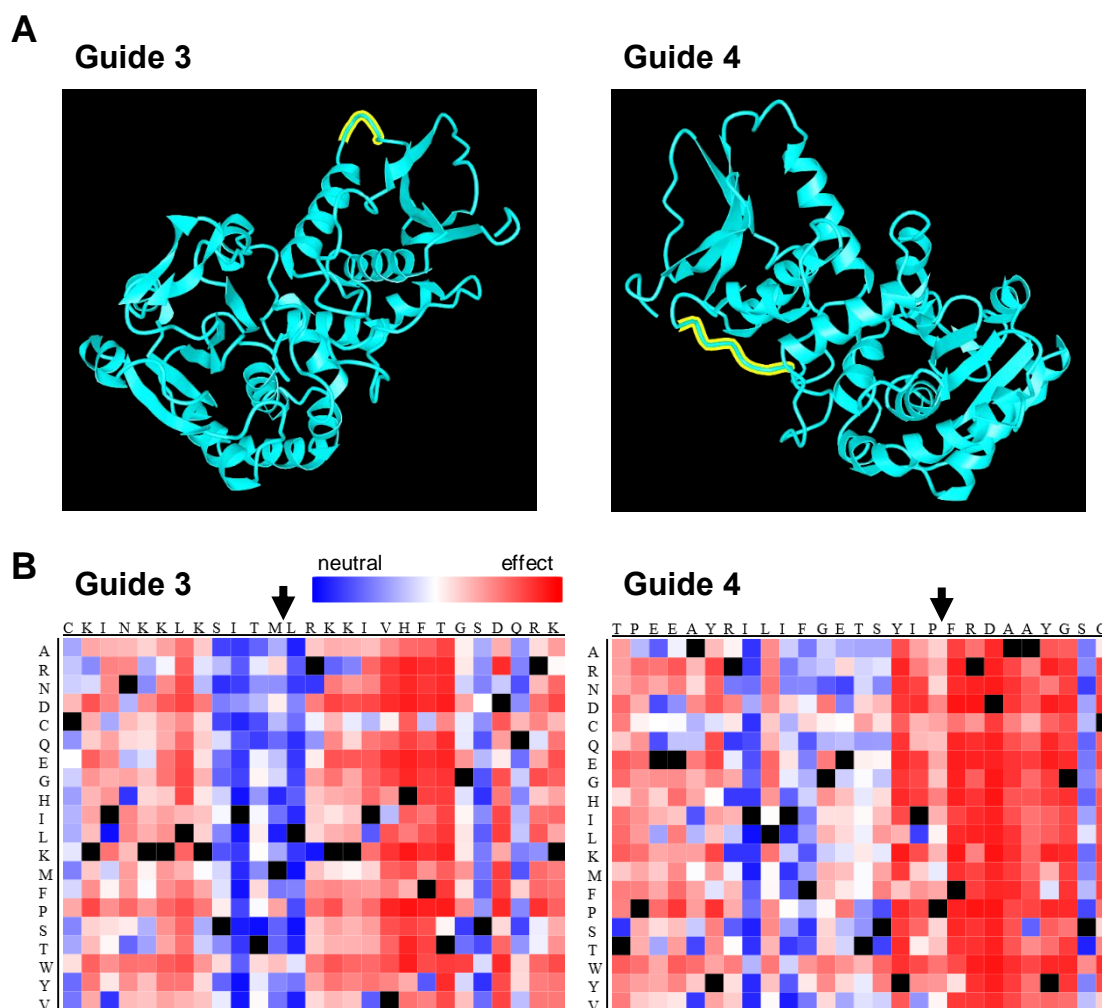 A
Guide 3
Guide 4
B
Guide 3
neutral
effect
Guide 4
C K I N K K L K S I T M L R K K I V H F T G S D Q R K
A
R
N
D
C
Q
E
G
H
I
L
K
M
F
P
S
T
W
Y
V
T P E E A Y R I L I F G E T S Y I P F R D A A Y G S C
A
R
N
D
C
Q
E
G
H
I
L
K
M
F
P
S
T
W
Y
V